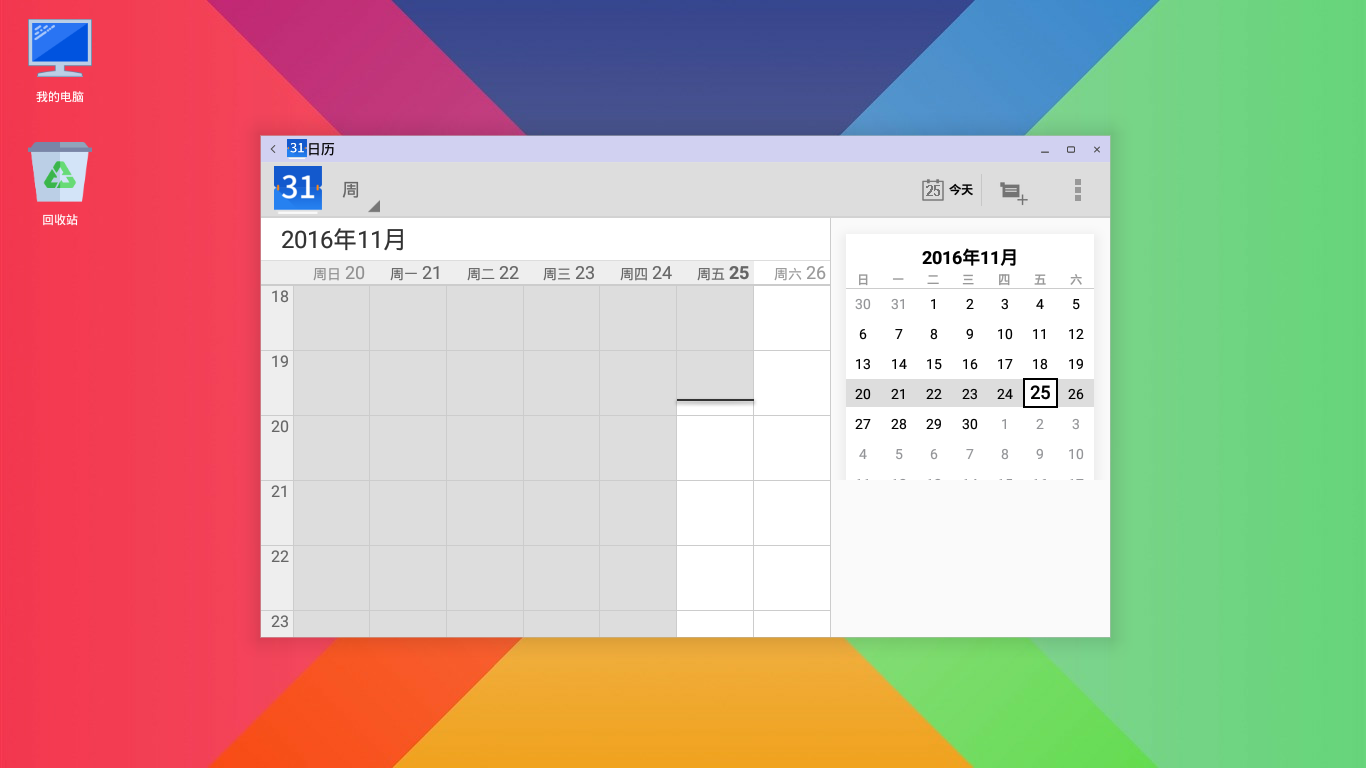 我的电脑
回收站
31日历
31 周
25 今天
2016年11月
周日 20 周一 21 周二 22 周三 23 周四 24 周五 25 周六 26
18
19
20
21
22
23
2016年11月
日 一 二 三 四 五 六
30 31 1 2 3 4 5
6 7 8 9 10 11 12
13 14 15 16 17 18 19
20 21 22 23 24 25 26
27 28 29 30 1 2 3
4 5 6 7 8 9 10